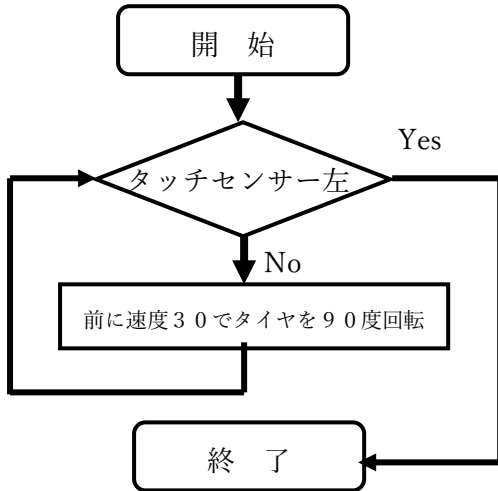 開　始
Yes
タッチセンサー左
No
前に速度３０でタイヤを９０度回転
終　了